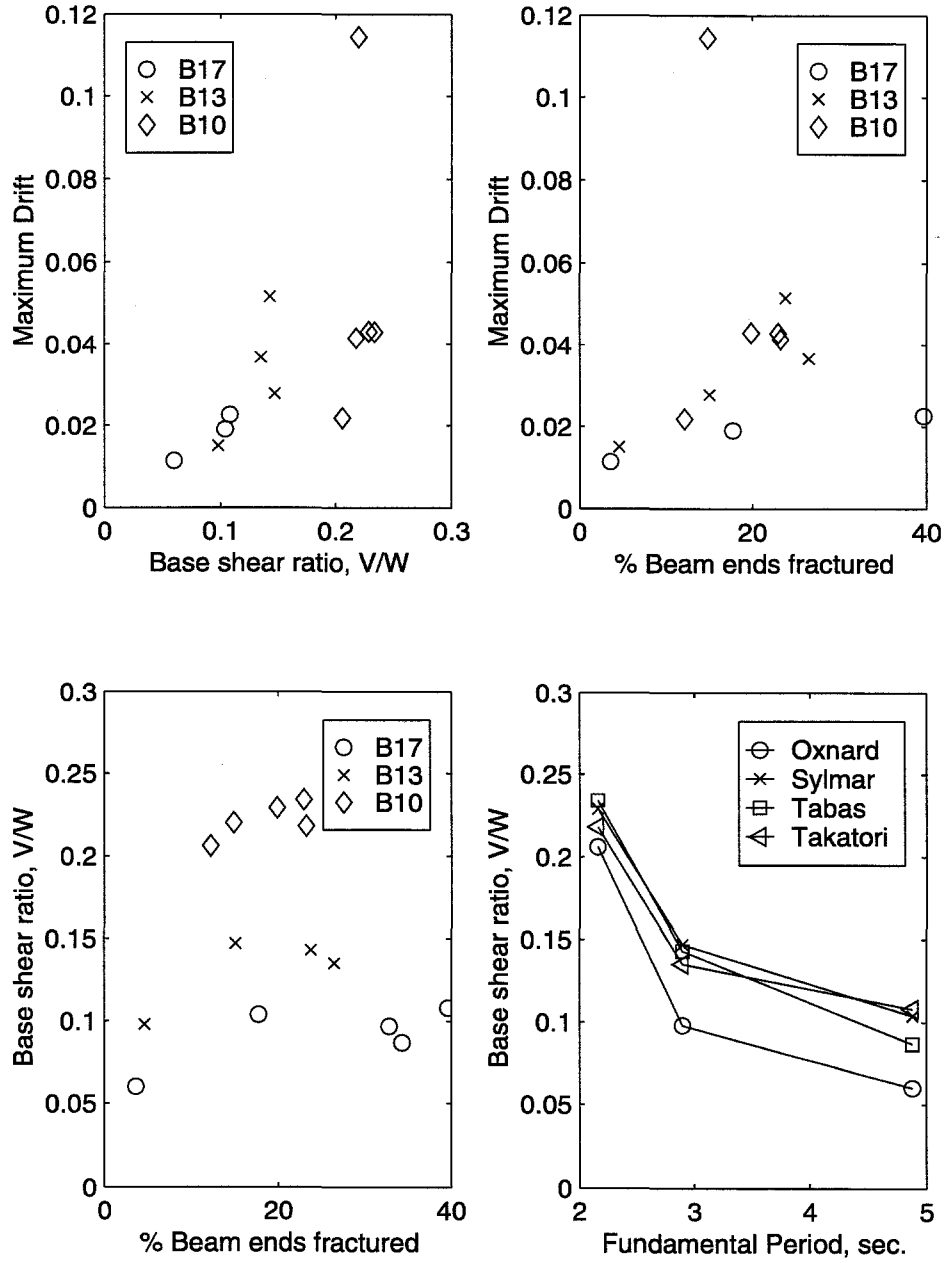 0.12
0.1
0.08
0.06
0.04
0.02
0
0
0.1
0.2
0.3
Maximum Drift
Base shear ratio, V/W
B17
B13
B10
0.12
0.1
0.08
0.06
0.04
0.02
0
0
20
40
Maximum Drift
% Beam ends fractured
B17
B13
B10
0.3
0.25
0.2
0.15
0.1
0.05
0
0
20
40
Base shear ratio, V/W
% Beam ends fractured
B17
B13
B10
0.3
0.25
0.2
0.15
0.1
0.05
0
2
3
4
5
Base shear ratio, V/W
Fundamental Period, sec.
Oxnard
Sylmar
Tabas
Takatori